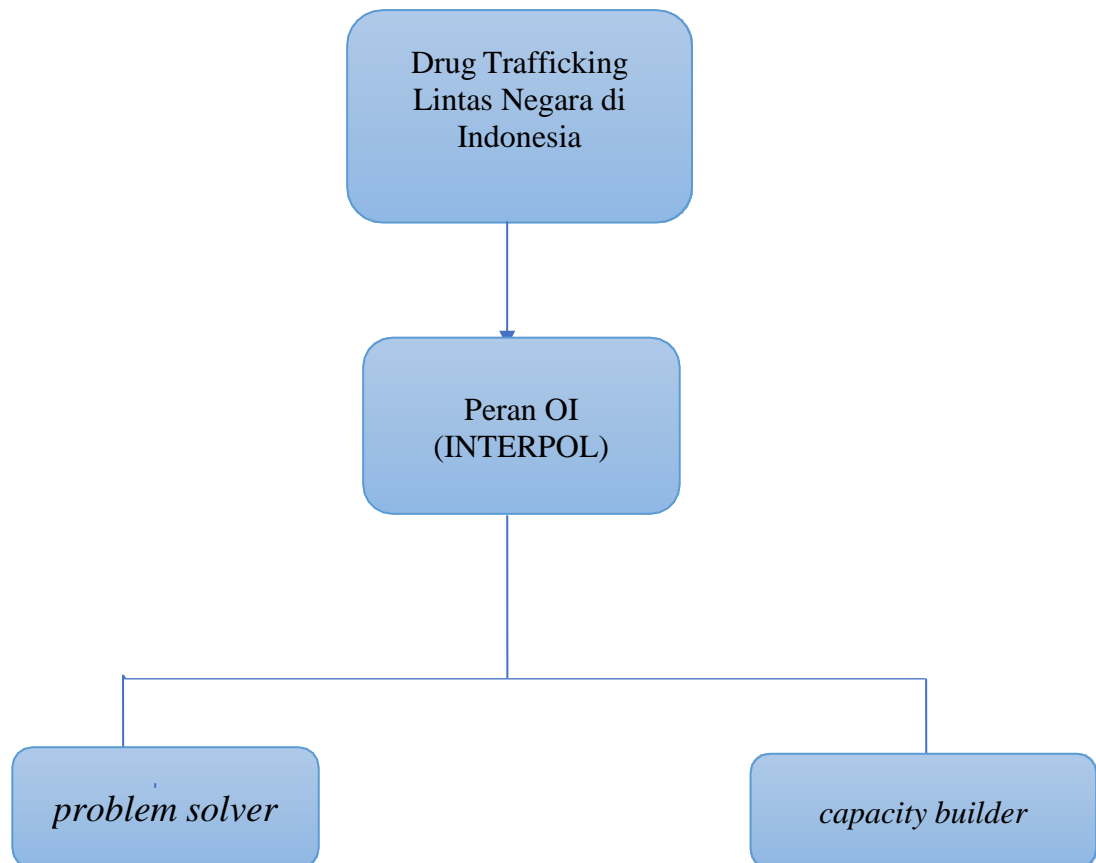 Drug Trafficking
Lintas Negara di
Indonesia
Peran OI
(INTERPOL)
problem solver
capacity builder